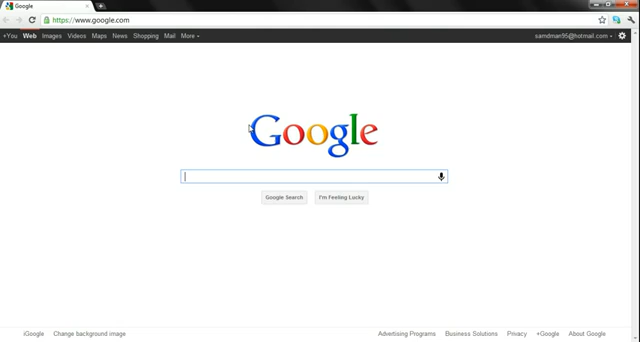 Google
https://www.google.com
+You Web Images Videos Maps News Shopping Mail More samdman95@hotmail.com
Google
Google Search I'm Feeling Lucky
iGoogle Change background image Advertising Programs Business Solutions Privacy +Google About Google